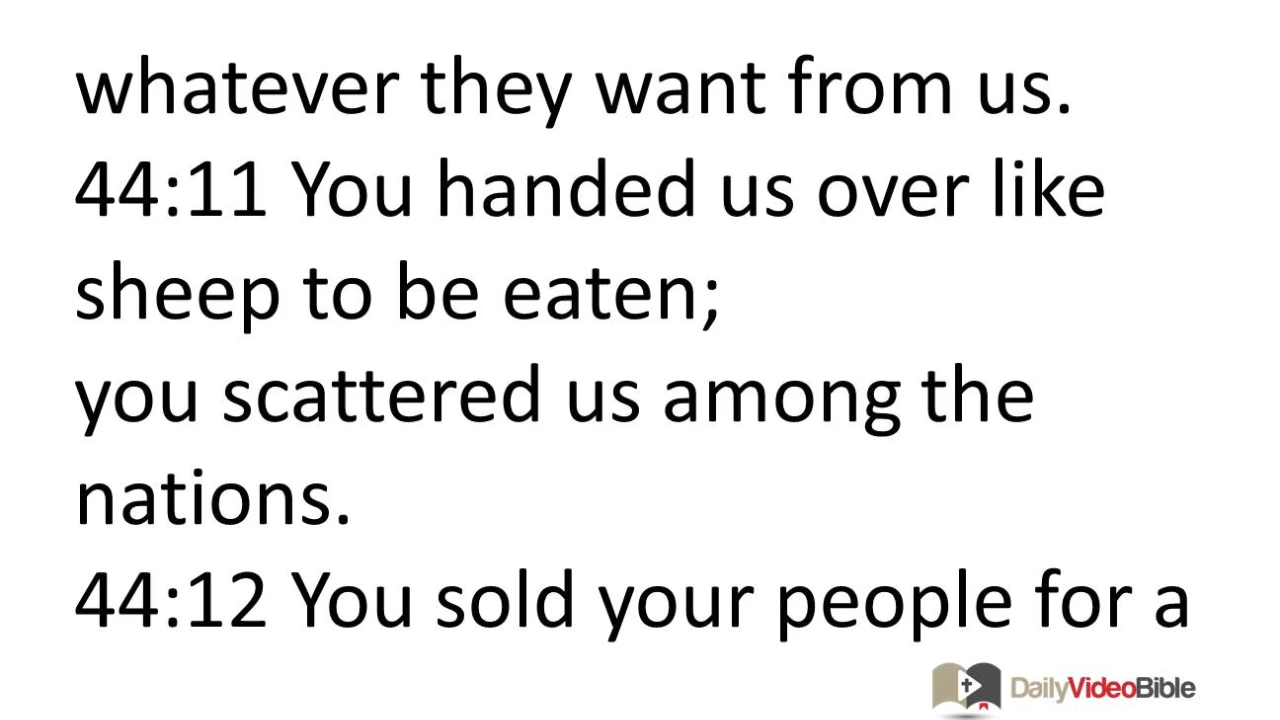 whatever they want from us.
44:11 You handed us over like
sheep to be eaten;
you scattered us among the
nations.
44:12 You sold your people for a
DailyVideoBible